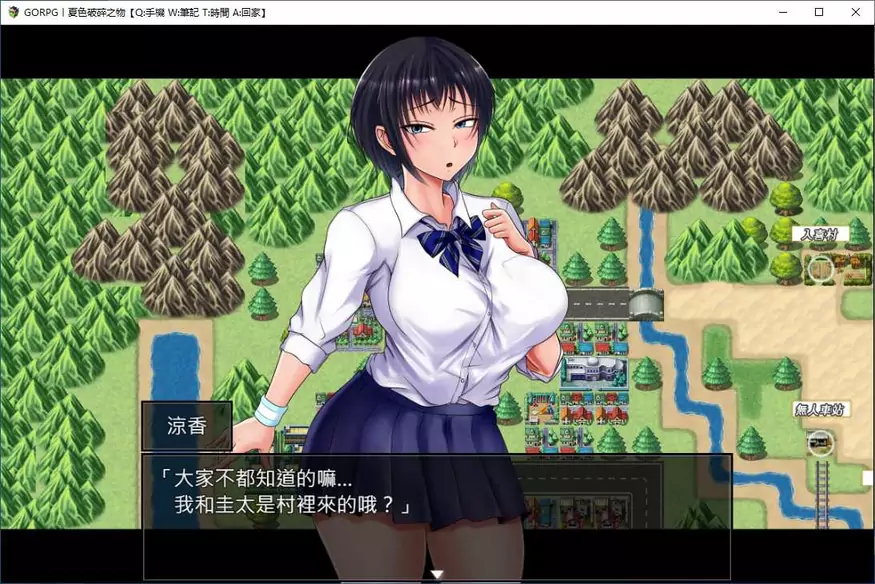 GORPG丨夏色破碎之物【Q:手機 W:筆記 T:時間 A:回家】
入喜村
無人車站
涼香
「大家不都知道的嘛...
我和圭太是村裡來的哦？」